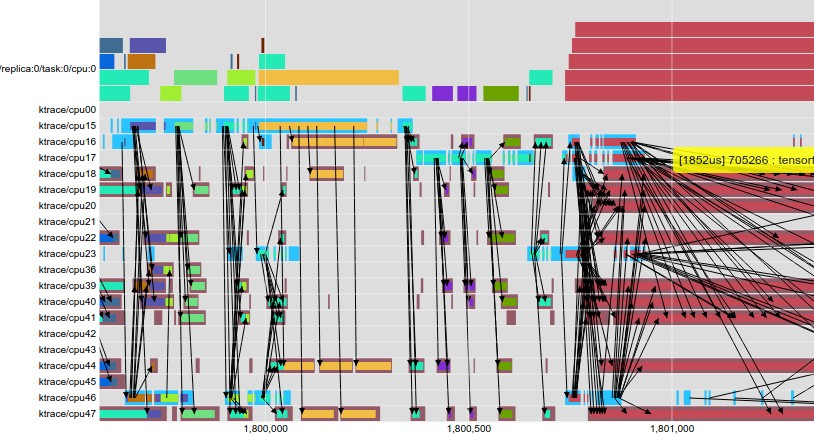 /replica:0/task:0/cpu:0
ktrace/cpu00
ktrace/cpu15
ktrace/cpu16
ktrace/cpu17
[1852us] 705266 : tensorf
ktrace/cpu18
ktrace/cpu19
ktrace/cpu20
ktrace/cpu21
ktrace/cpu22
ktrace/cpu23
ktrace/cpu36
ktrace/cpu39
ktrace/cpu40
ktrace/cpu41
ktrace/cpu42
ktrace/cpu43
ktrace/cpu44
ktrace/cpu45
ktrace/cpu46
ktrace/cpu47
1,800,000 1,800,500 1,801,000